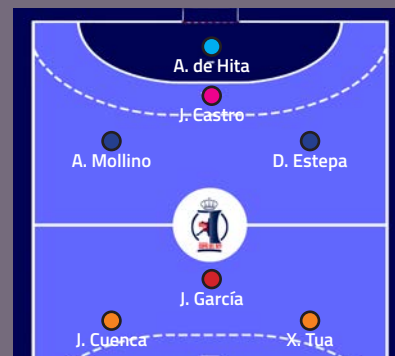 A. de Hita
J. Castro
A. Mollino
D. Estepa
J. García
J. Cuenca
X. Tua